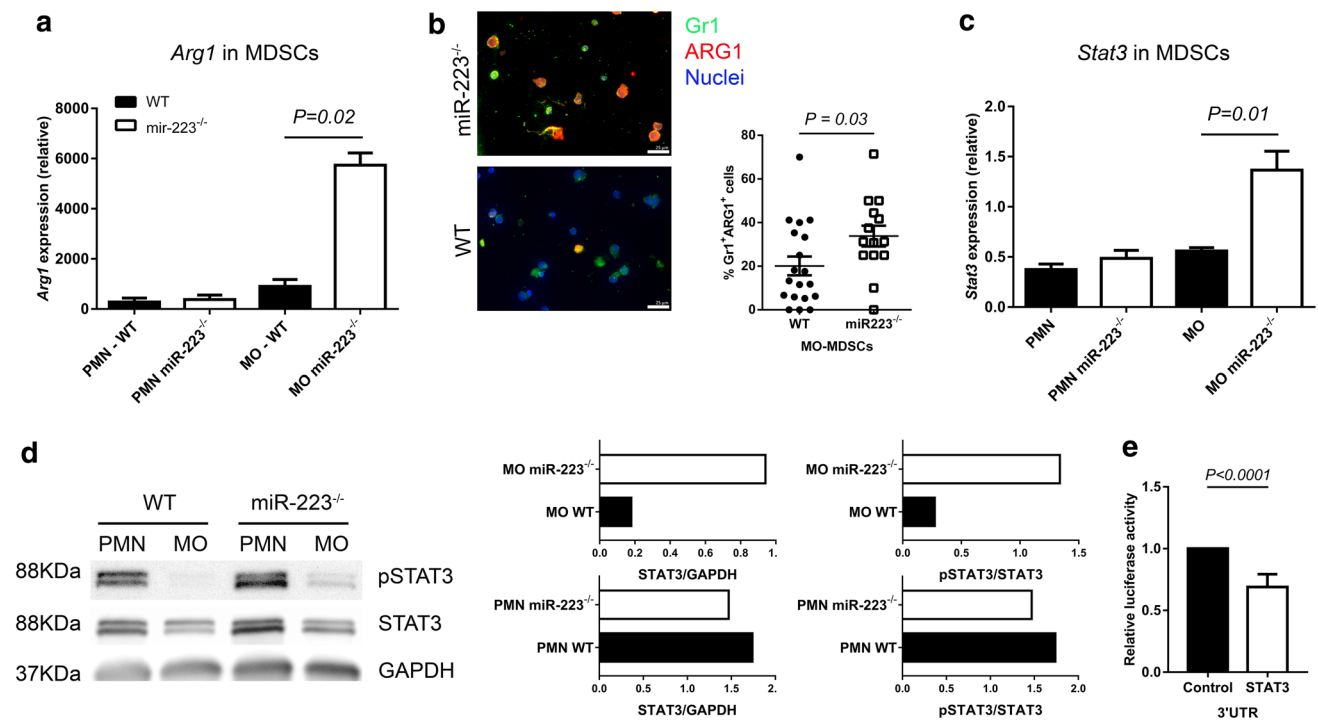 a
Arg1 in MDSCs
WT
mir-223-/-
P=0.02
8000
6000
4000
2000
0
Arg1 expression (relative)
PMN - WT
PMN miR-223-/-
MO - WT
MO miR-223-/-
b
miR-223-/-
WT
25 μm
25 μm
Gr1
ARG1
Nuclei
P = 0.03
80
60
40
20
0
% Gr1+ARG1+ cells
WT
miR223-/-
MO-MDSCs
c
Stat3 in MDSCs
P=0.01
2.0
1.5
1.0
0.5
0.0
Stat3 expression (relative)
PMN
PMN miR-223-/-
MO
MO miR-223-/-
d
WT
miR-223-/-
PMN MO PMN MO
88KDa pSTAT3
88KDa STAT3
37KDa GAPDH
MO miR-223-/-
MO WT
0.0 0.2 0.4 0.6 0.8 1.
STAT3/GAPDH
MO miR-223-/-
MO WT
0.0 0.5 1.0 1.5
pSTAT3/STAT3
PMN miR-223-/-
PMN WT
0.0 0.5 1.0 1.5 2.
STAT3/GAPDH
PMN miR-223-/-
PMN WT
0.0 0.5 1.0 1.5 2.0
pSTAT3/STAT3
e
P<0.0001
1.5
1.0
0.5
0.0
Relative luciferase activity
Control STAT3
3'UTR